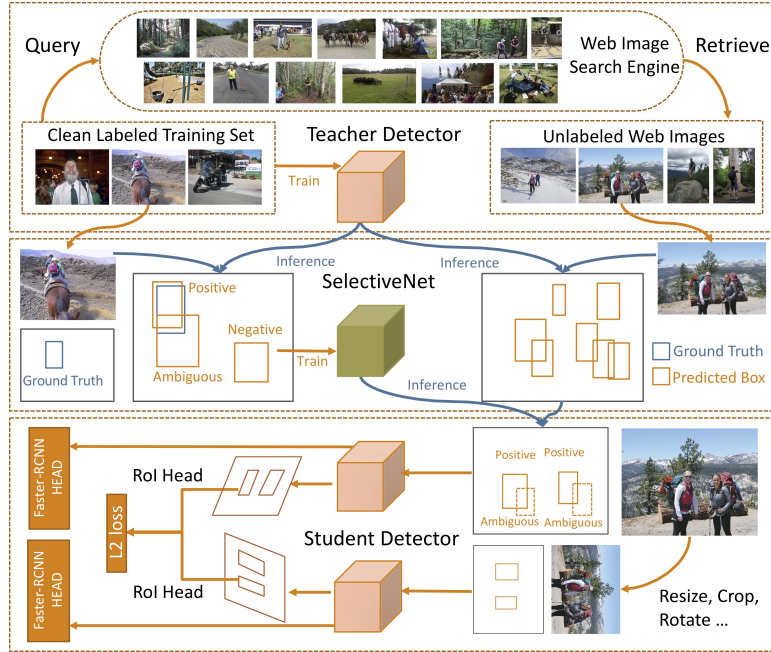 Query
Web Image
Search Engine
Retrieve
Clean Labeled Training Set
Teacher Detector
Unlabeled Web Images
Train
Inference
Inference
SelectiveNet
Positive
Negative
Ambiguous
Train
Ground Truth
Inference
Ground Truth
Predicted Box
Faster-RCNN
HEAD
RoI Head
Positive
Positive
Ambiguous
Ambiguous
L2 loss
Student Detector
Faster-RCNN
HEAD
RoI Head
Resize, Crop,
Rotate ...